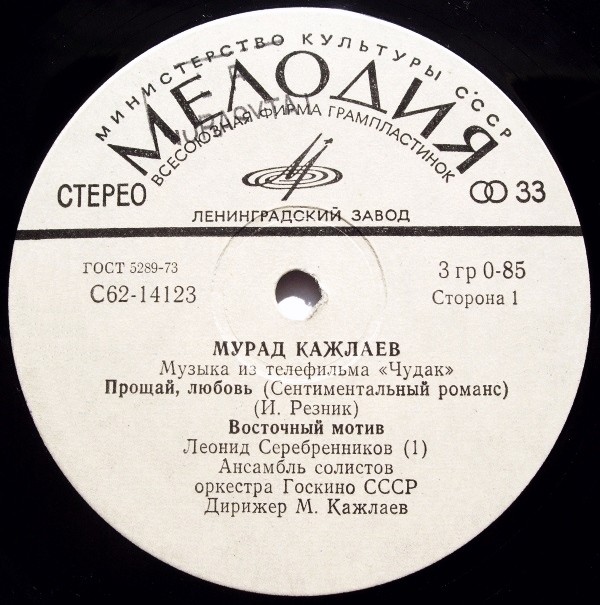 МИНИСТЕРСТВО КУЛЬТУРЫ СССР
МЕЛОДИЯ
ВСЕСОЮЗНАЯ ФИРМА ГРАМПЛАСТИНОК
СТЕРЕО
33
ЛЕНИНГРАДСКИЙ ЗАВОД
ГОСТ 5289-73
3 гр 0-85
С62-14123
Сторона 1
МУРАД КАЖЛАЕВ
Музыка из телефильма «Чудак»
Прощай, любовь (Сентиментальный романс)
(И. Резник)
Восточный мотив
Леонид Серебренников (1)
Ансамбль солистов
оркестра Госкино СССР
Дирижер М. Кажлаев